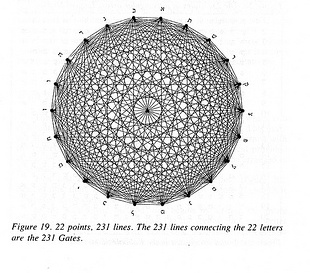 Figure 19. 22 points, 231 lines. The 231 lines connecting the 22 letters
are the 231 Gates.